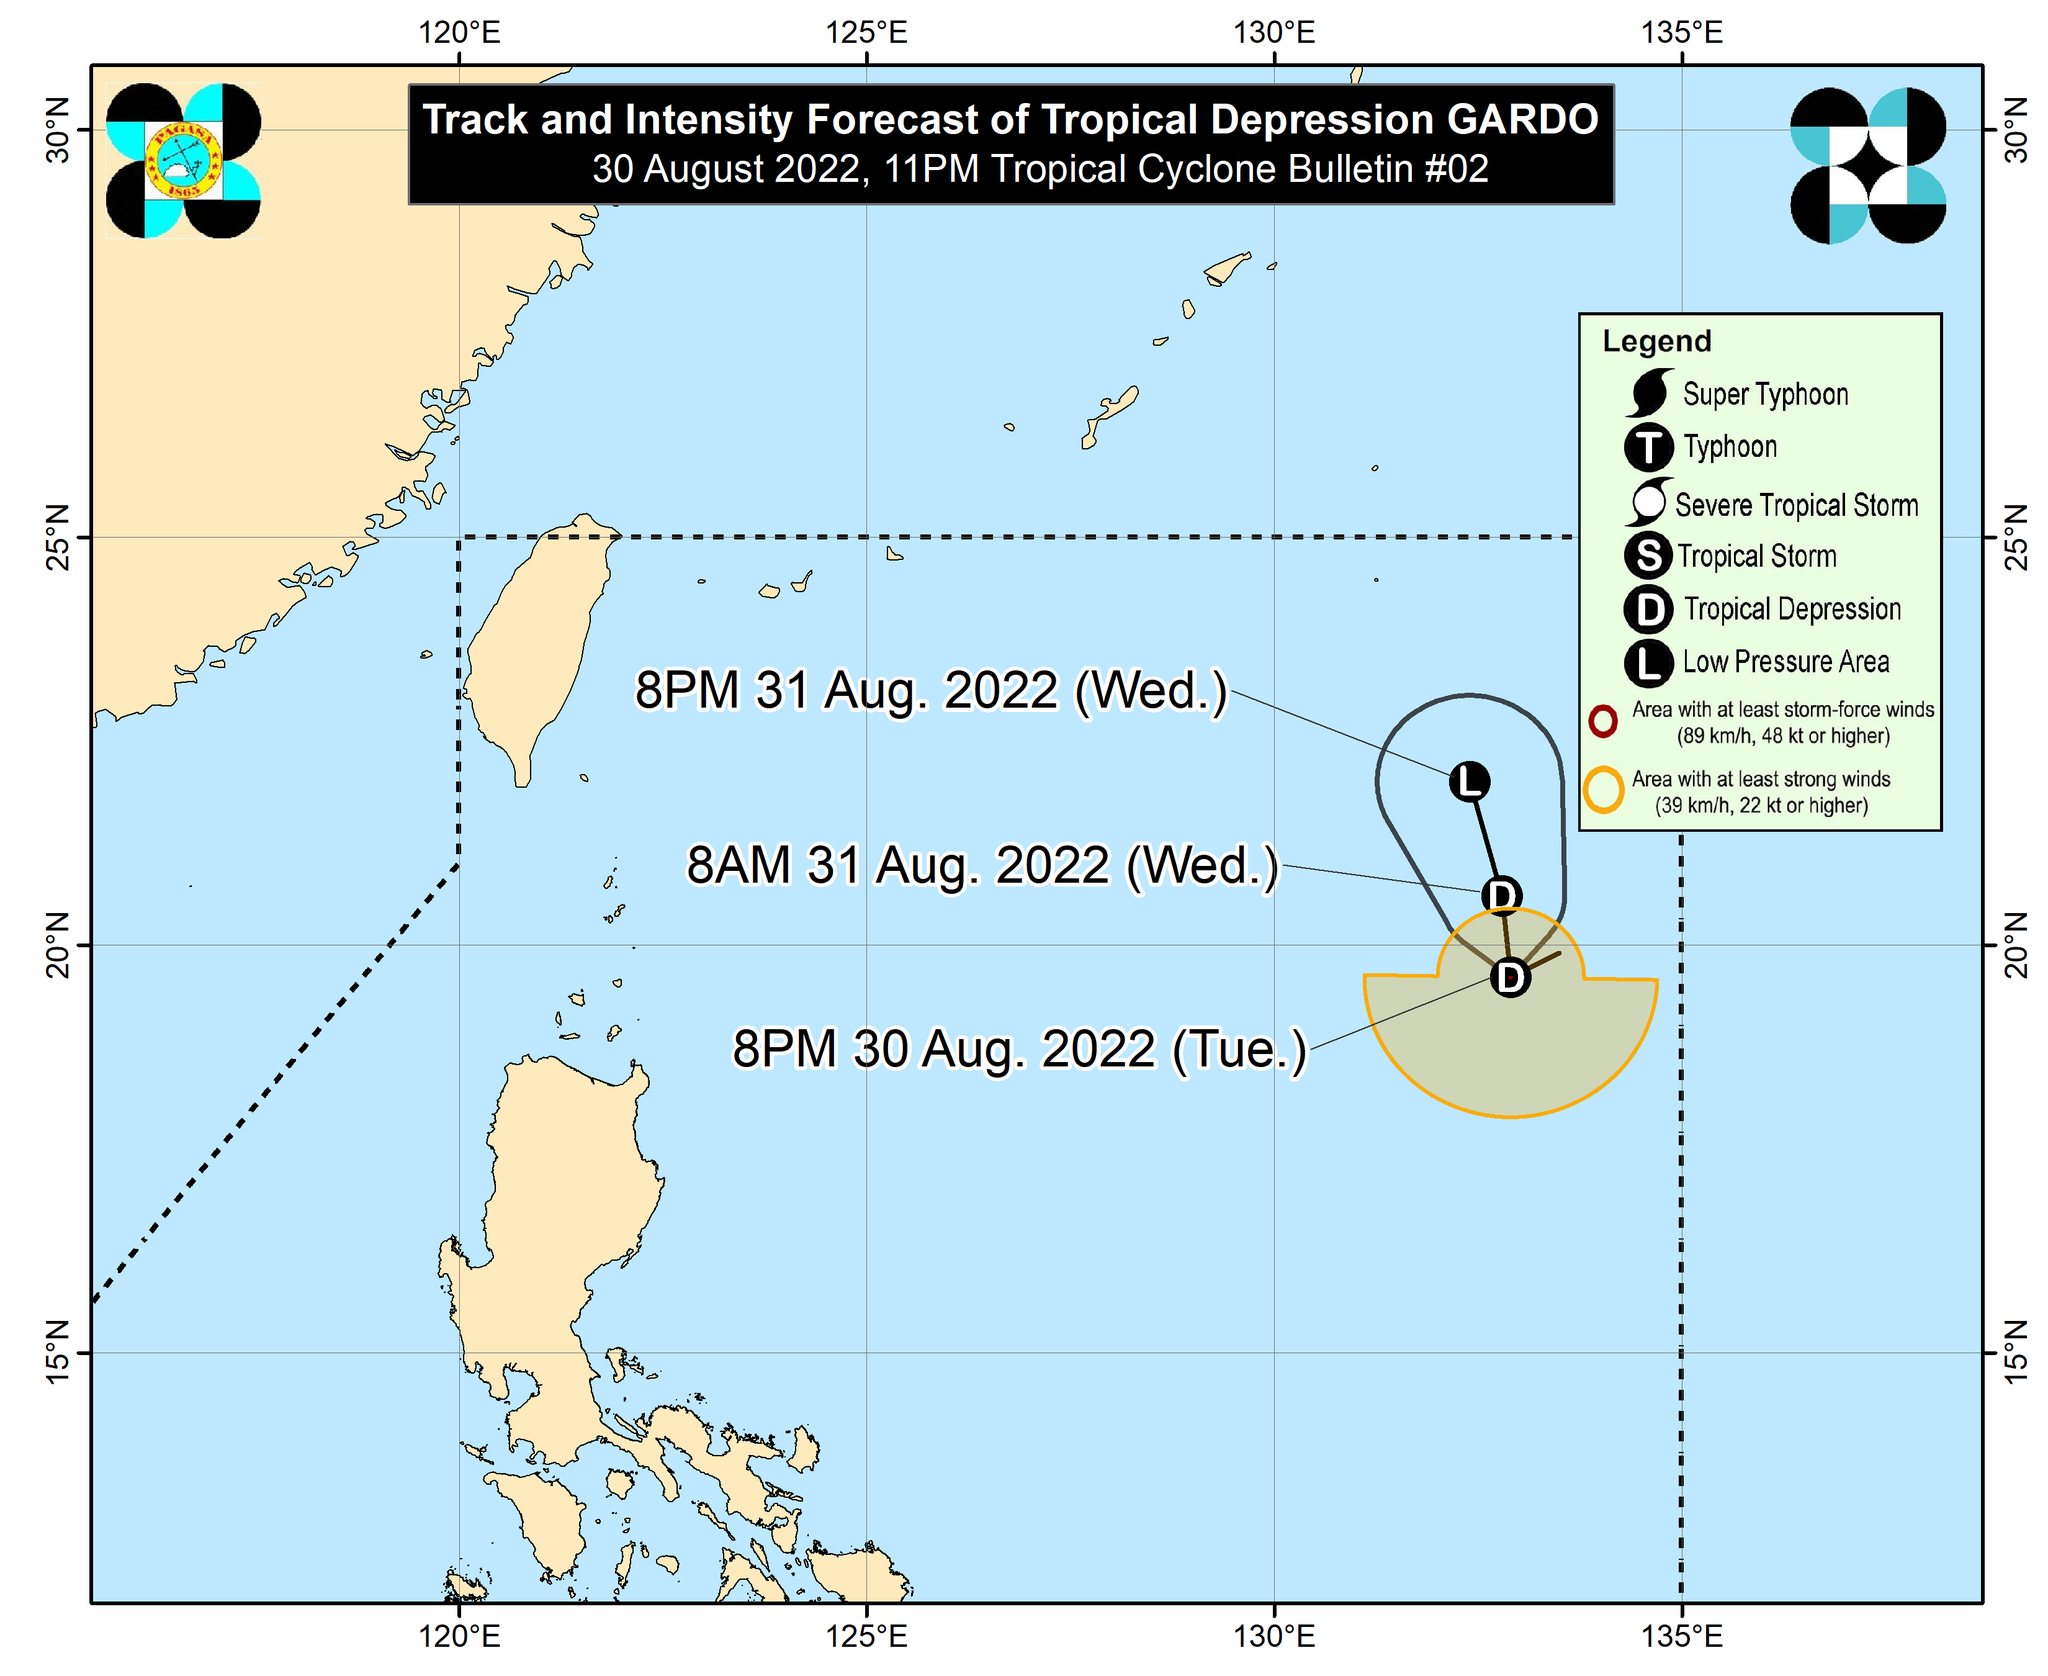 120°E
125°E
130°E
135°E
Track and Intensity Forecast of Tropical Depression GARDO
30 August 2022, 11PM Tropical Cyclone Bulletin #02
PAGASA
1865
30°N
30°N
Legend
Super Typhoon
T Typhoon
Severe Tropical Storm
S Tropical Storm
D Tropical Depression
L Low Pressure Area
Area with at least storm-force winds
(89 km/h, 48 kt or higher)
Area with at least strong winds
(39 km/h, 22 kt or higher)
25°N
25°N
8PM 31 Aug. 2022 (Wed.)
L
8AM 31 Aug. 2022 (Wed.)
D
20°N
20°N
D
8PM 30 Aug. 2022 (Tue.)
15°N
15°N
120°E
125°E
130°E
135°E